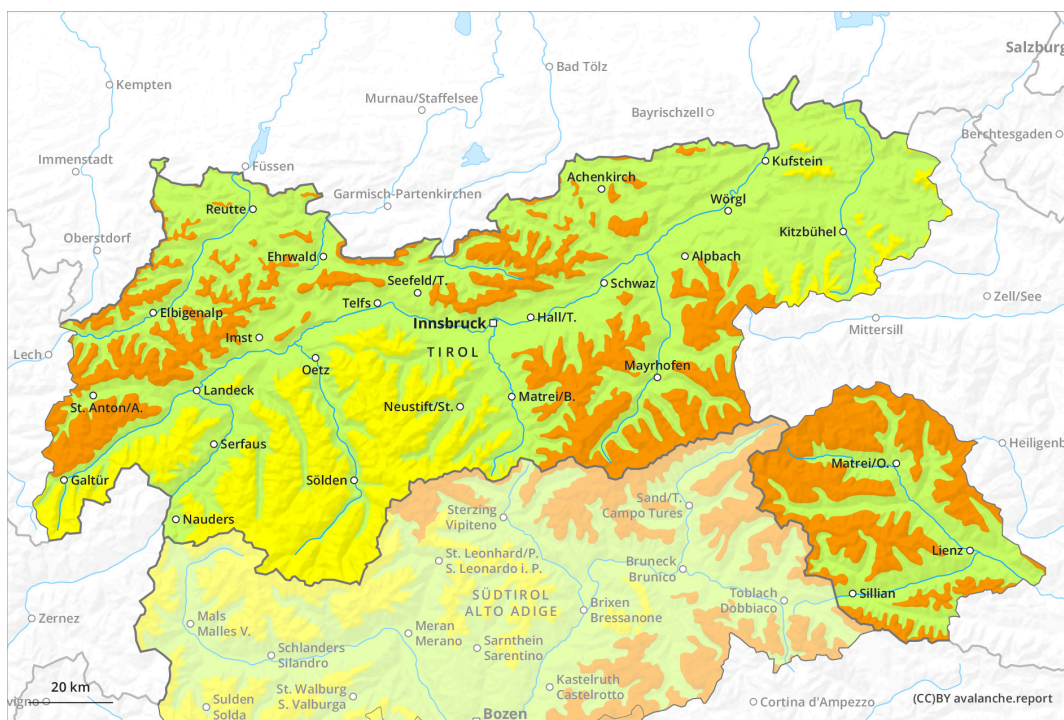 Salzburg
Kempten
Bad Tölz
Murnau/Staffelsee
Bayrischzell
Berchtesgaden
Immenstadt
Füssen
Kufstein
Achenkirch
Garmisch-Partenkirchen
Reutte
Wörgl
Oberstdorf
Kitzbühel
Ehrwald
Alpbach
Seefeld/T.
Schwaz
Telfs
Zell/See
Elbigenalp
Innsbruck
Hall/T.
Mittersill
Imst
TIROL
Lech
Oetz
Mayrhofen
Landeck
St. Anton/A.
Neustift/St.
Matrei/B.
Serfaus
Heiligenb
Matrei/O.
Galtür
Sölden
Sand/T.
Campo Tures
Sterzing
Vipiteno
Nauders
Lienz
St. Leonhard/P.
S. Leonardo i. P.
Bruneck
Brunico
Sillian
SÜDTIROL
ALTO ADIGE
Toblach
Dobbiaco
Brixen
Bressanone
Zernez
Mals
Malles V.
Meran
Merano
Sarnthein
Sarentino
Schlanders
Silandro
Kastelruth
Castelrotto
20 km
St. Walburg
S. Valburga
vigno
Sulden
Solda
Cortina d'Ampezzo
(CC)BY avalanche.report
Bozen